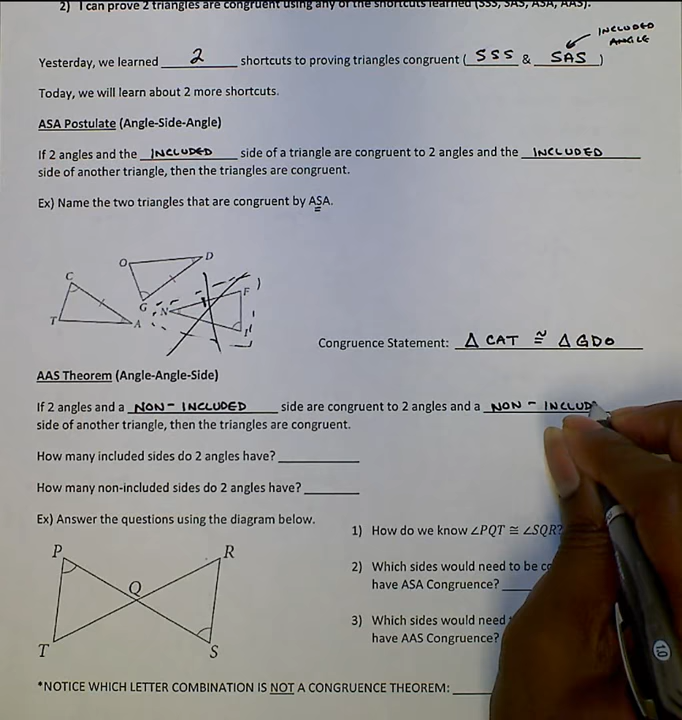 2) I can prove 2 triangles are congruent using any of the shortcuts learned (SSS, SAS, ASA, AAS).
INCLUDED
ANGLE
Yesterday, we learned 2 shortcuts to proving triangles congruent ( SSS & SAS )
Today, we will learn about 2 more shortcuts.
ASA Postulate (Angle-Side-Angle)
If 2 angles and the INCLUDED side of a triangle are congruent to 2 angles and the INCLUDED
side of another triangle, then the triangles are congruent.
Ex) Name the two triangles that are congruent by ASA.
O D
C
G N F
T A I
Congruence Statement: Δ CAT ≅ Δ GDO
AAS Theorem (Angle-Angle-Side)
If 2 angles and a NON - INCLUDED side are congruent to 2 angles and a NON - INCLUD
side of another triangle, then the triangles are congruent.
How many included sides do 2 angles have?
How many non-included sides do 2 angles have?
Ex) Answer the questions using the diagram below.
P R
Q
T S
1) How do we know ∠PQT ≅ ∠SQR?
2) Which sides would need to be
have ASA Congruence?
3) Which sides would need
have AAS Congruence?
*NOTICE WHICH LETTER COMBINATION IS NOT A CONGRUENCE THEOREM:
1.0